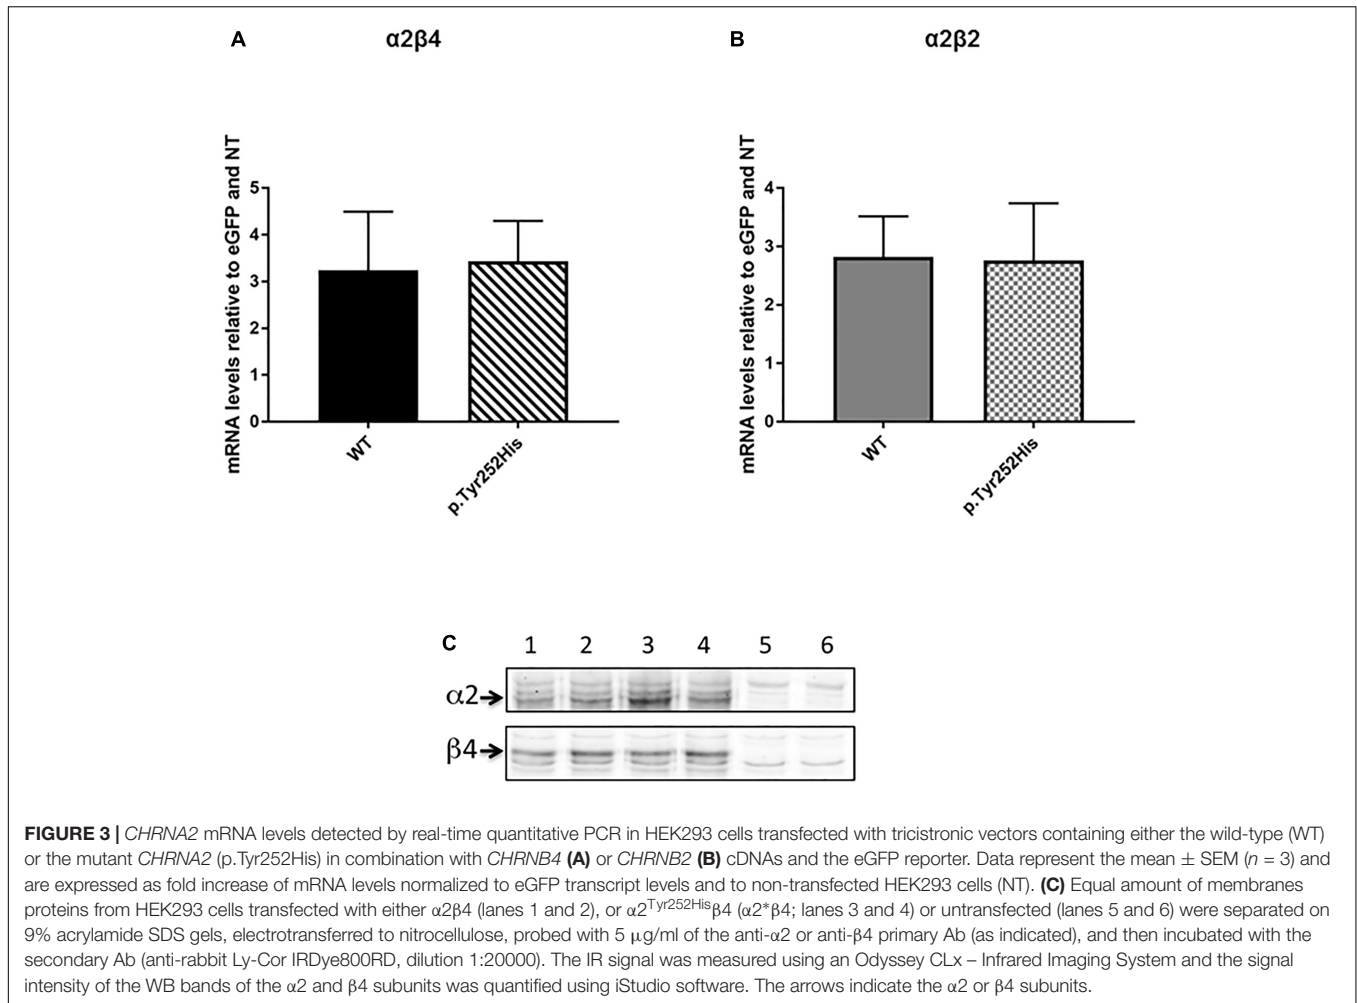 A
α2β4
mRNA levels relative to eGFP and NT
5
4
3
2
1
0
WT
p.Tyr252His
B
α2β2
mRNA levels relative to eGFP and NT
4
3
2
1
0
WT
p.Tyr252His
C
1 2 3 4 5 6
α2
β4
FIGURE 3 | CHRNA2 mRNA levels detected by real-time quantitative PCR in HEK293 cells transfected with tricistronic vectors containing either the wild-type (WT)
or the mutant CHRNA2 (p.Tyr252His) in combination with CHRNB4 (A) or CHRNB2 (B) cDNAs and the eGFP reporter. Data represent the mean ± SEM (n = 3) and
are expressed as fold increase of mRNA levels normalized to eGFP transcript levels and to non-transfected HEK293 cells (NT). (C) Equal amount of membranes
proteins from HEK293 cells transfected with either α2β4 (lanes 1 and 2), or α2Tyr252Hisβ4 (α2*β4; lanes 3 and 4) or untransfected (lanes 5 and 6) were separated on
9% acrylamide SDS gels, electrotransferred to nitrocellulose, probed with 5 μg/ml of the anti-α2 or anti-β4 primary Ab (as indicated), and then incubated with the
secondary Ab (anti-rabbit Ly-Cor IRDye800RD, dilution 1:20000). The IR signal was measured using an Odyssey CLx – Infrared Imaging System and the signal
intensity of the WB bands of the α2 and β4 subunits was quantified using iStudio software. The arrows indicate the α2 or β4 subunits.